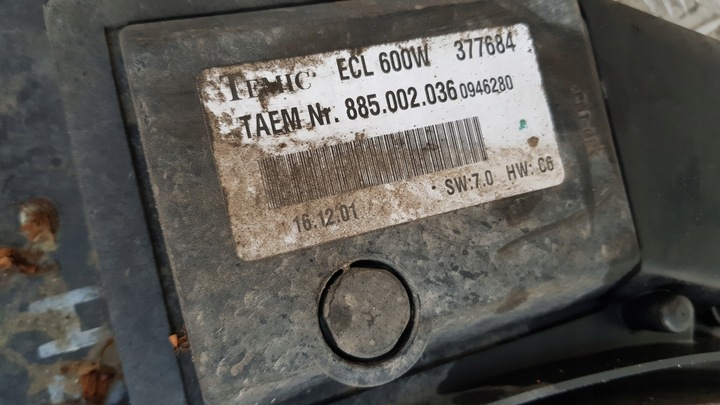 TEMIC ECL 600W 377684
TAEM Nr. 885.002.036 0946280
16.12.01 SW:7.0 HW: C6